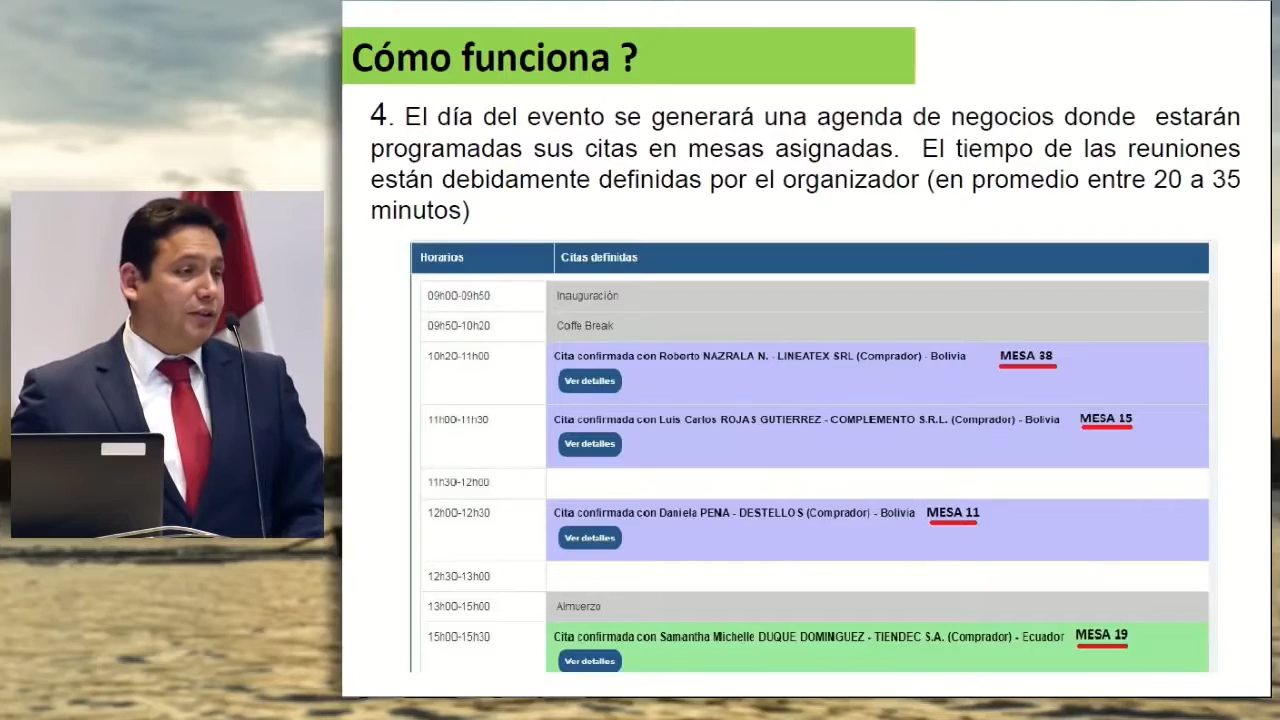 Cómo funciona ?
4. El día del evento se generará una agenda de negocios donde estarán
programadas sus citas en mesas asignadas. El tiempo de las reuniones
están debidamente definidas por el organizador (en promedio entre 20 a 35
minutos)
Horarios Citas definidas
09h00-09h50 Inauguración
09h50-10h20 Coffe Break
10h20-11h00 Cita confirmada con Roberto NAZRALA N. - LINEATEX SRL (Comprador) - Bolivia MESA 38
Ver detalles
11h00-11h30 Cita confirmada con Luis Carlos ROJAS GUTIERREZ - COMPLEMENTO S.R.L. (Comprador) - Bolivia MESA 15
Ver detalles
11h30-12h00
12h00-12h30 Cita confirmada con Daniela PENA - DESTELLOS (Comprador) - Bolivia MESA 11
Ver detalles
12h30-13h00
13h00-15h00 Almuerzo
15h00-15h30 Cita confirmada con Samantha Michelle DUQUE DOMINGUEZ - TIENDEC S.A. (Comprador) - Ecuador MESA 19
Ver detalles